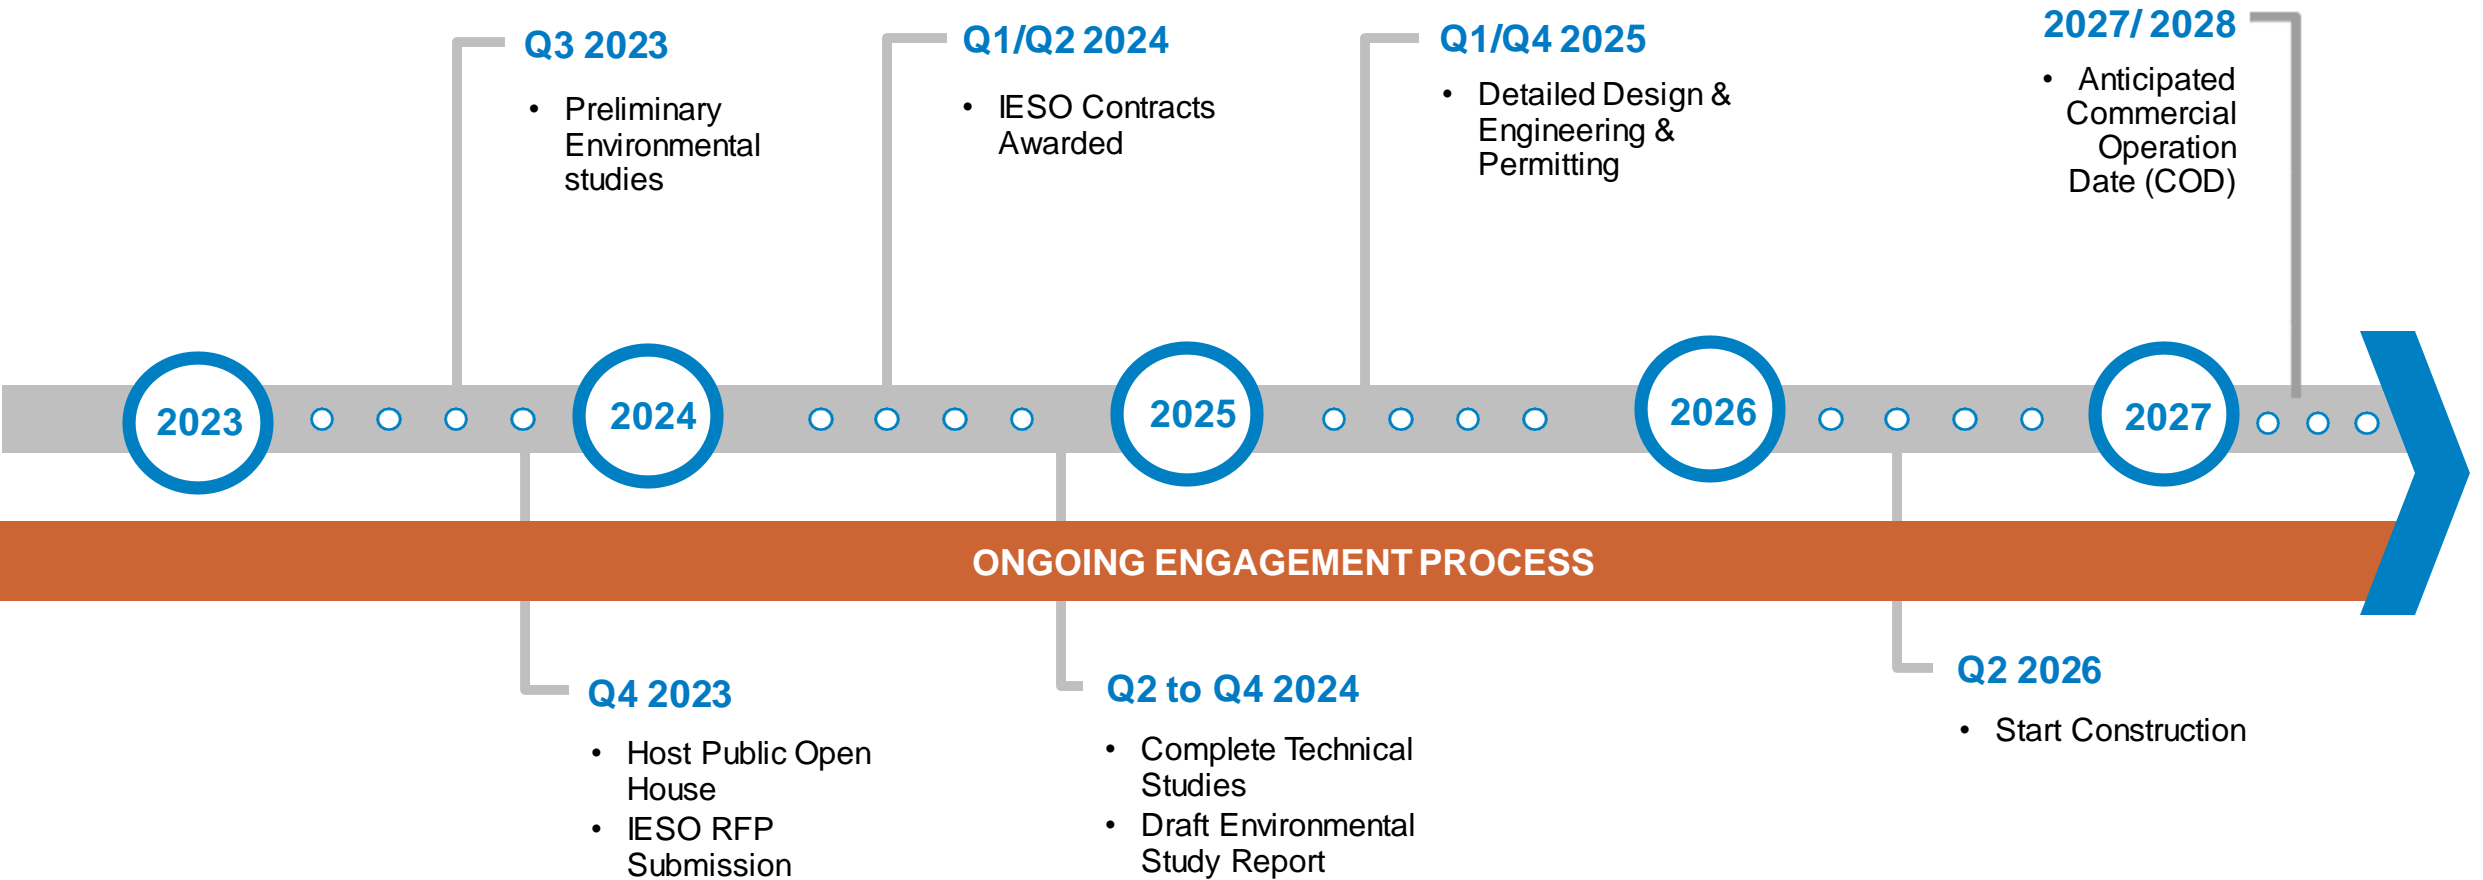 Q3 2023
• Preliminary
Environmental
studies
Q1/Q2 2024
• IESO Contracts
Awarded
Q1/Q4 2025
• Detailed Design &
Engineering &
Permitting
2027/ 2028
• Anticipated
Commercial
Operation
Date (COD)
2023
2024
2025
2026
2027
ONGOING ENGAGEMENT PROCESS
Q4 2023
• Host Public Open
House
• IESO RFP
Submission
Q2 to Q4 2024
• Complete Technical
Studies
• Draft Environmental
Study Report
Q2 2026
• Start Construction